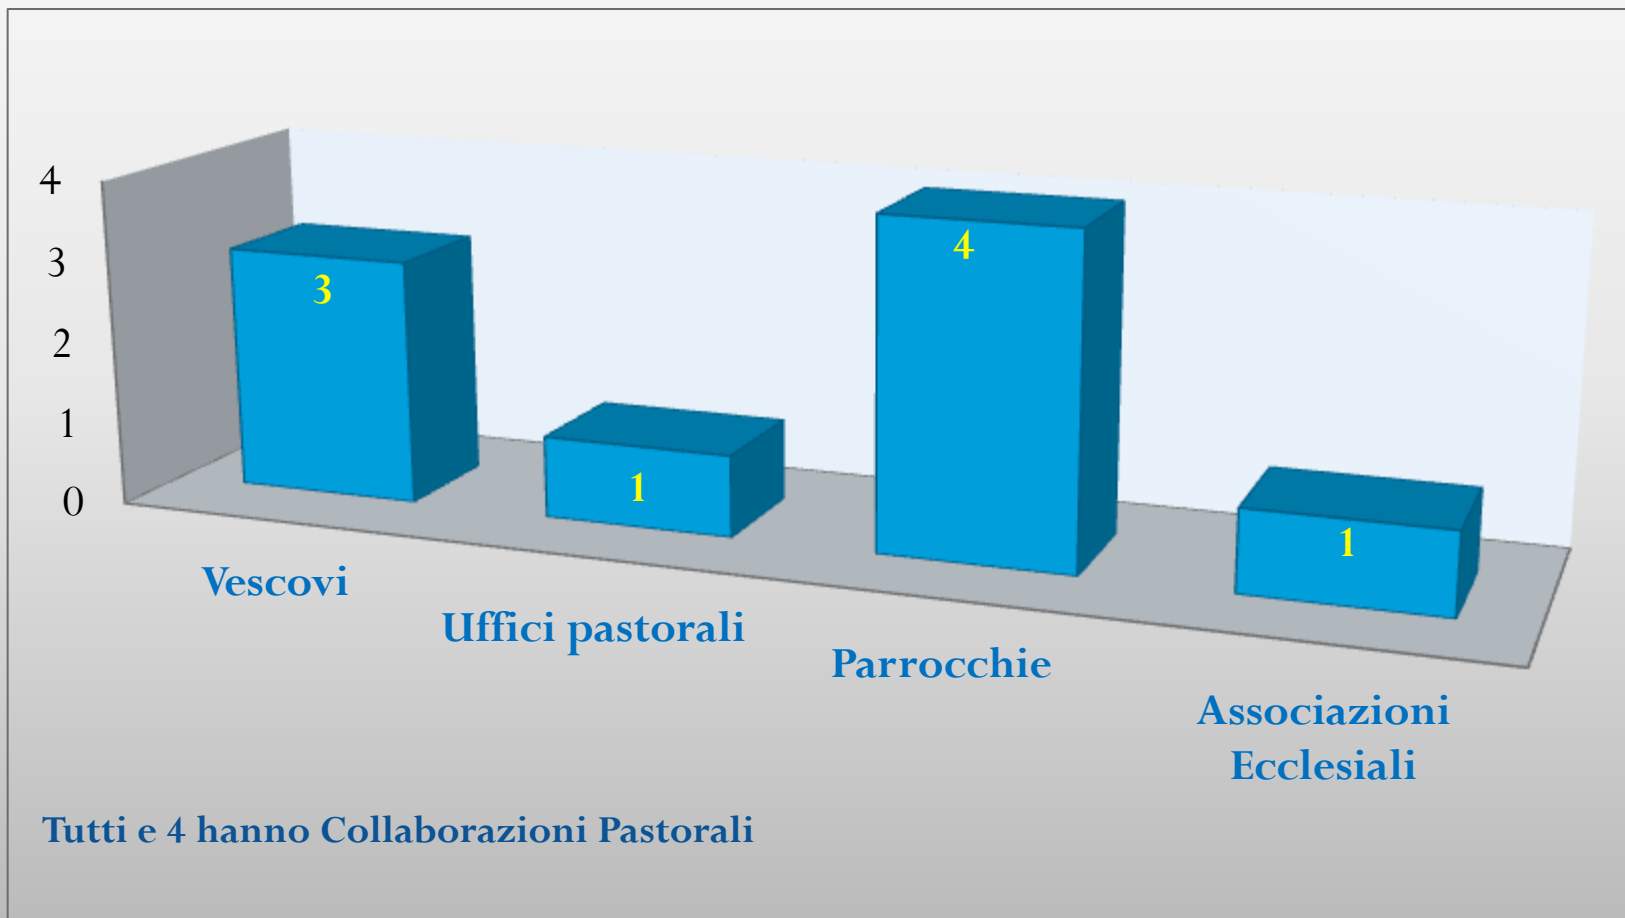 4
3
2
1
0
3
1
4
1
Vescovi
Uffici pastorali
Parrocchie
Associazioni
Ecclesiali
Tutti e 4 hanno Collaborazioni Pastorali